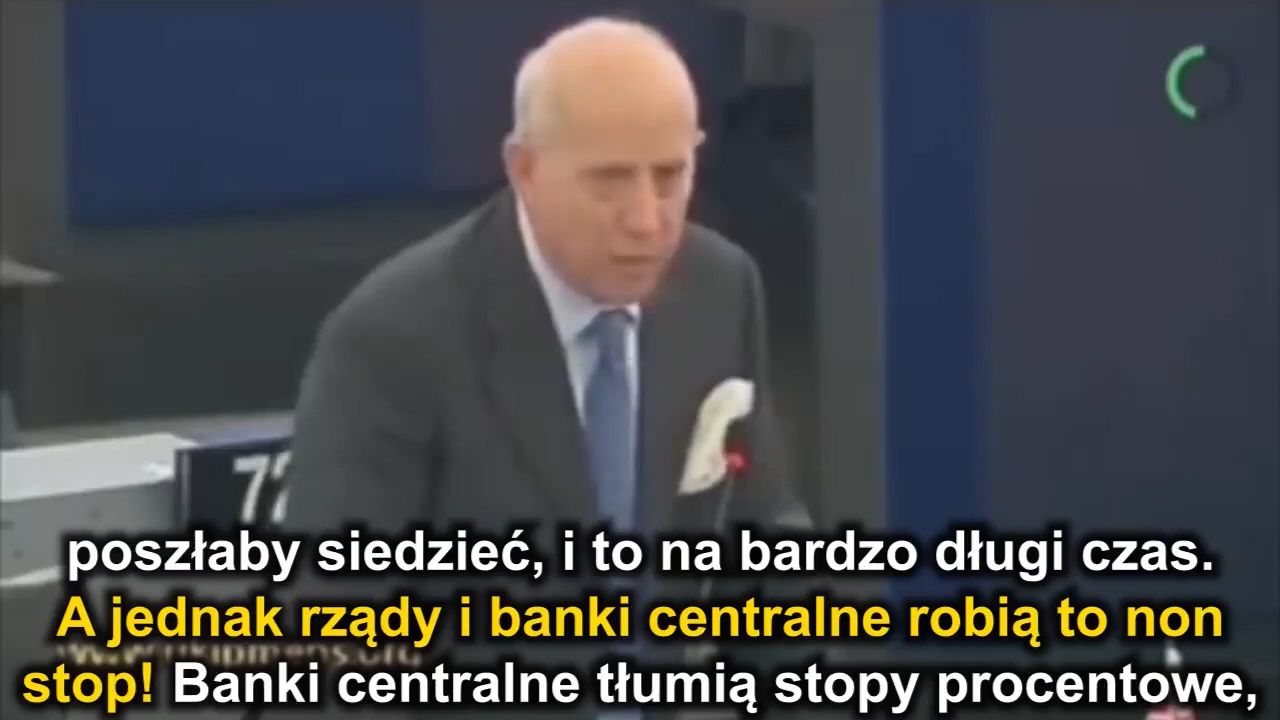 72
poszłaby siedzieć, i to na bardzo długi czas.
A jednak rządy i banki centralne robią to non
stop! Banki centralne tłumią stopy procentowe,